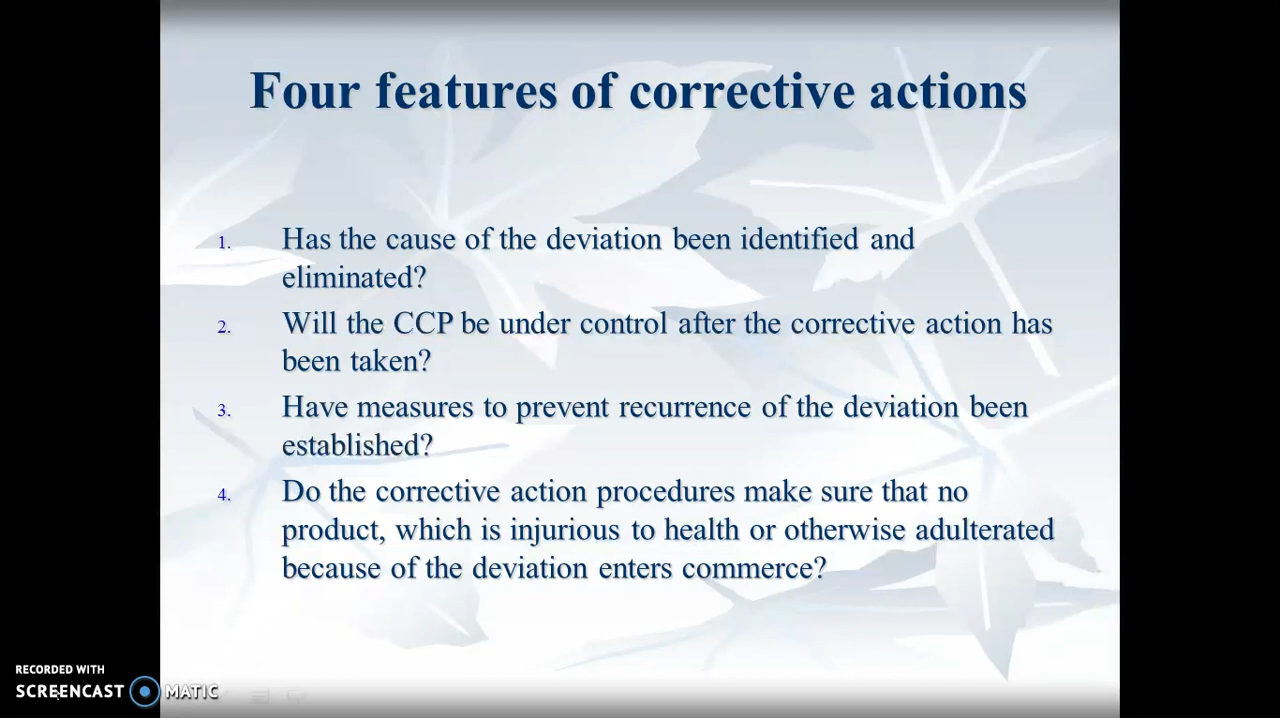 Four features of corrective actions
1. Has the cause of the deviation been identified and
eliminated?
2. Will the CCP be under control after the corrective action has
been taken?
3. Have measures to prevent recurrence of the deviation been
established?
4. Do the corrective action procedures make sure that no
product, which is injurious to health or otherwise adulterated
because of the deviation enters commerce?
RECORDED WITH
SCREENCAST MATIC